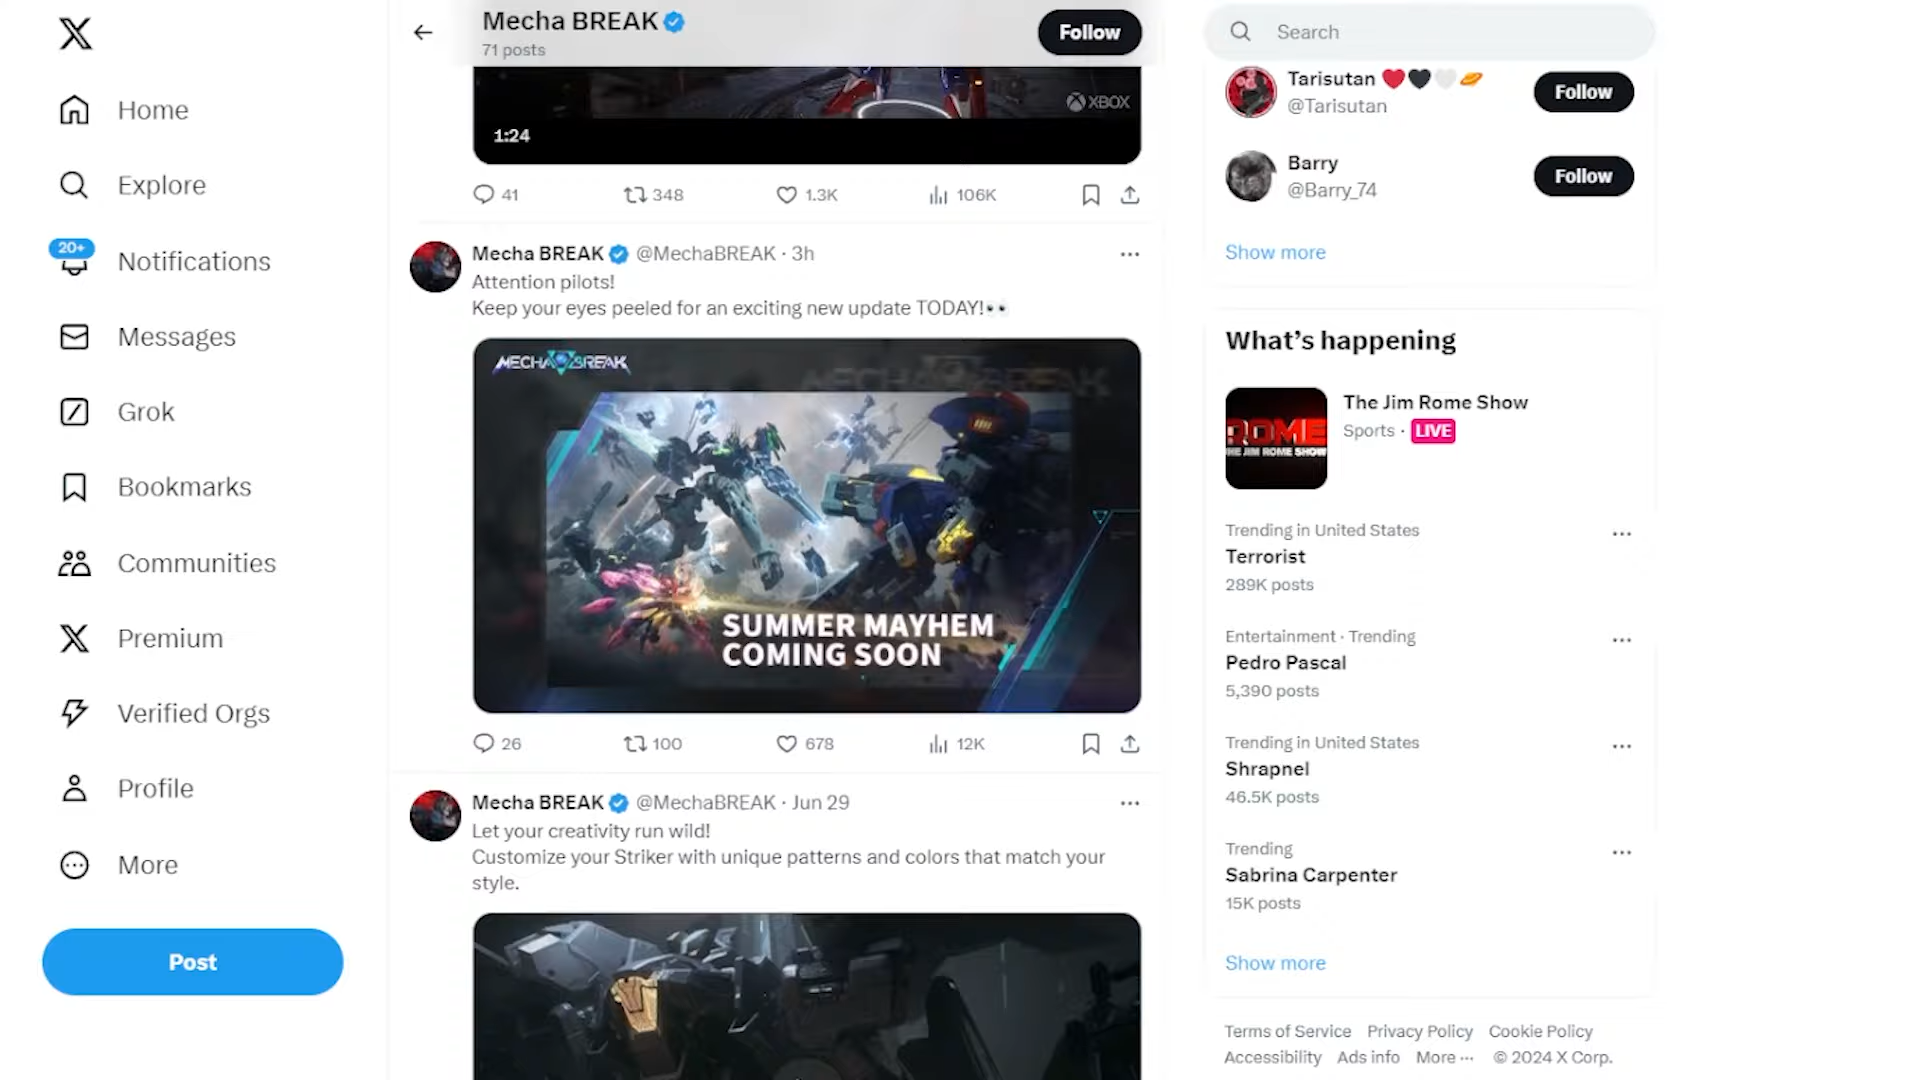 Home
Explore
20+
Notifications
Messages
Grok
Bookmarks
Communities
Premium
Verified Orgs
Profile
More
Post
Mecha BREAK
71 posts
Follow
XBOX
1:24
41
348
1.3K
106K
Mecha BREAK @MechaBREAK · 3h
Attention pilots!
Keep your eyes peeled for an exciting new update TODAY!👀
MECHA BREAK
MECHA BREAK
SUMMER MAYHEM
COMING SOON
26
100
678
12K
Mecha BREAK @MechaBREAK · Jun 29
Let your creativity run wild!
Customize your Striker with unique patterns and colors that match your
style.
Search
Tarisutan ❤️🖤🤍🪐
@Tarisutan
Follow
Barry
@Barry_74
Follow
Show more
What's happening
ROME
THE JIM ROME SHOW
The Jim Rome Show
Sports · LIVE
Trending in United States
Terrorist
289K posts
Entertainment · Trending
Pedro Pascal
5,390 posts
Trending in United States
Shrapnel
46.5K posts
Trending
Sabrina Carpenter
15K posts
Show more
Terms of Service Privacy Policy Cookie Policy
Accessibility Ads info More ··· © 2024 X Corp.